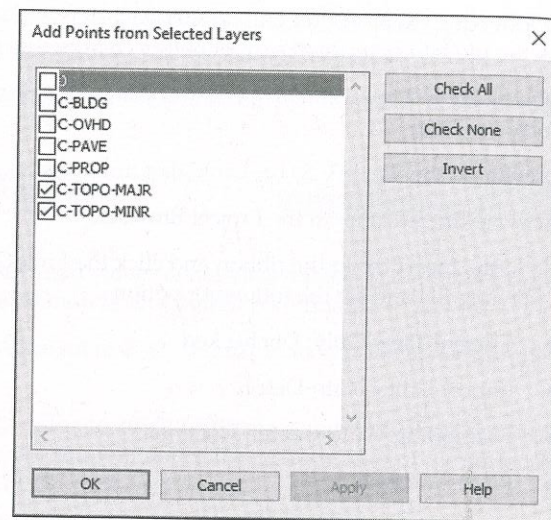 Add Points from Selected Layers
0
C-BLDG
C-OVHD
C-PAVE
C-PROP
C-TOPO-MAJR
C-TOPO-MINR
Check All
Check None
Invert
OK
Cancel
Apply
Help